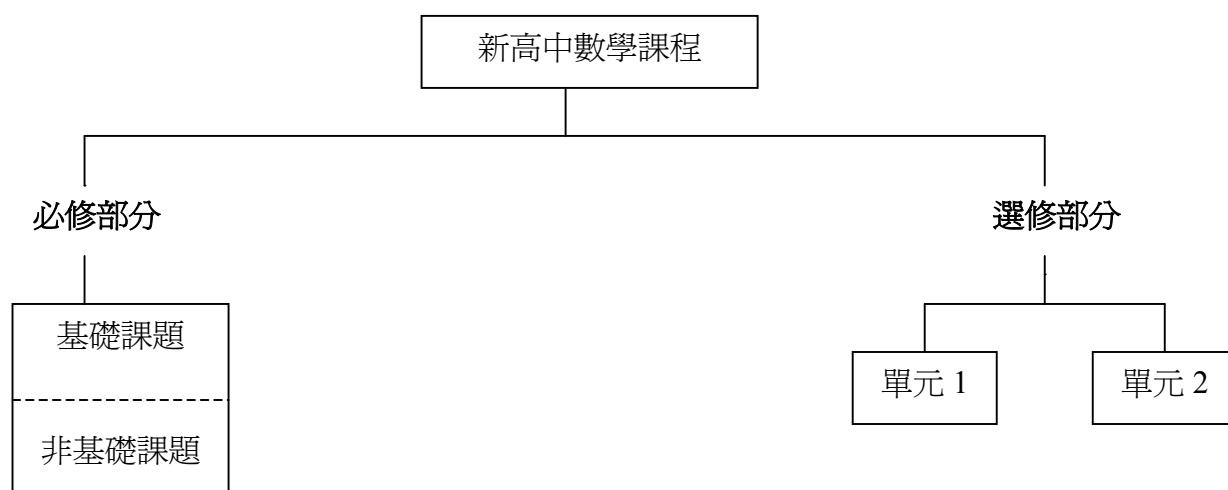 新高中數學課程
必修部分
選修部分
基礎課題
非基礎課題
單元 1
單元 2